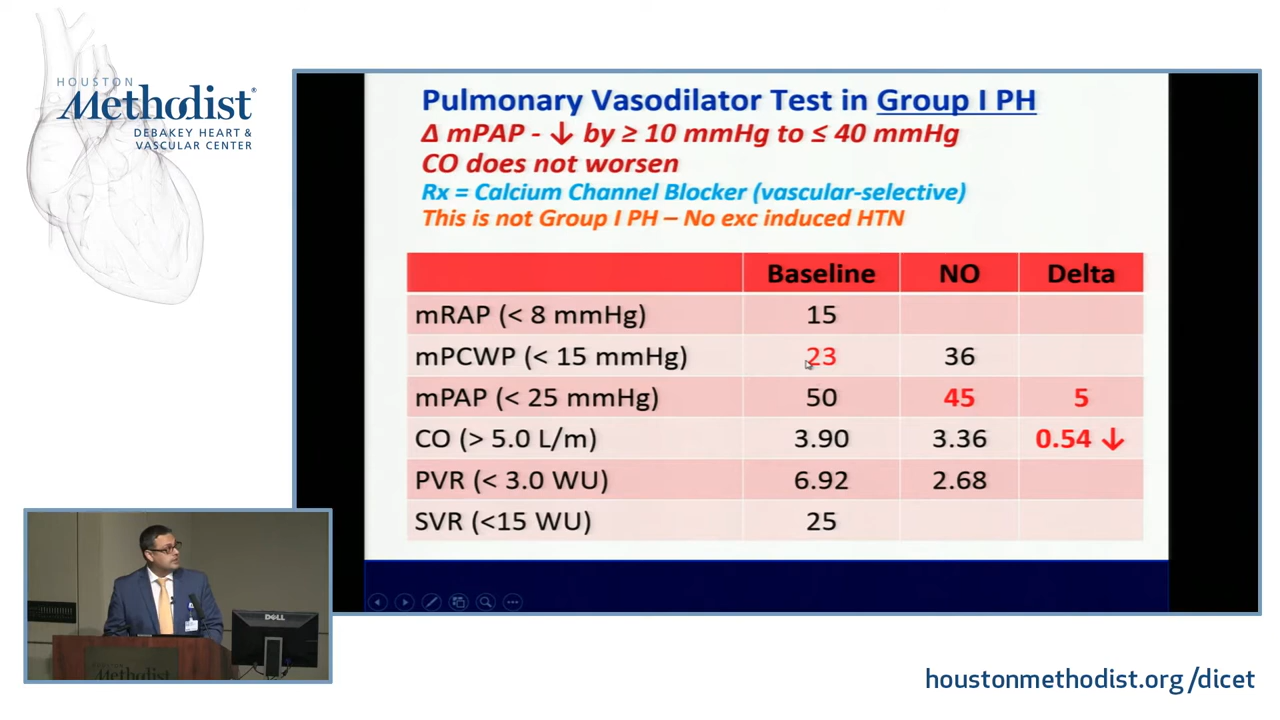 HOUSTON
Methodist®
DEBAKEY HEART &
VASCULAR CENTER
Pulmonary Vasodilator Test in Group I PH
Δ mPAP - ↓ by ≥ 10 mmHg to ≤ 40 mmHg
CO does not worsen
Rx = Calcium Channel Blocker (vascular-selective)
This is not Group I PH – No exc induced HTN
Baseline NO Delta
mRAP (< 8 mmHg) 15
mPCWP (< 15 mmHg) 23 36
mPAP (< 25 mmHg) 50 45 5
CO (> 5.0 L/m) 3.90 3.36 0.54 ↓
PVR (< 3.0 WU) 6.92 2.68
SVR (<15 WU) 25
DELL
HOUSTON
Methodist
houstonmethodist.org/dicet